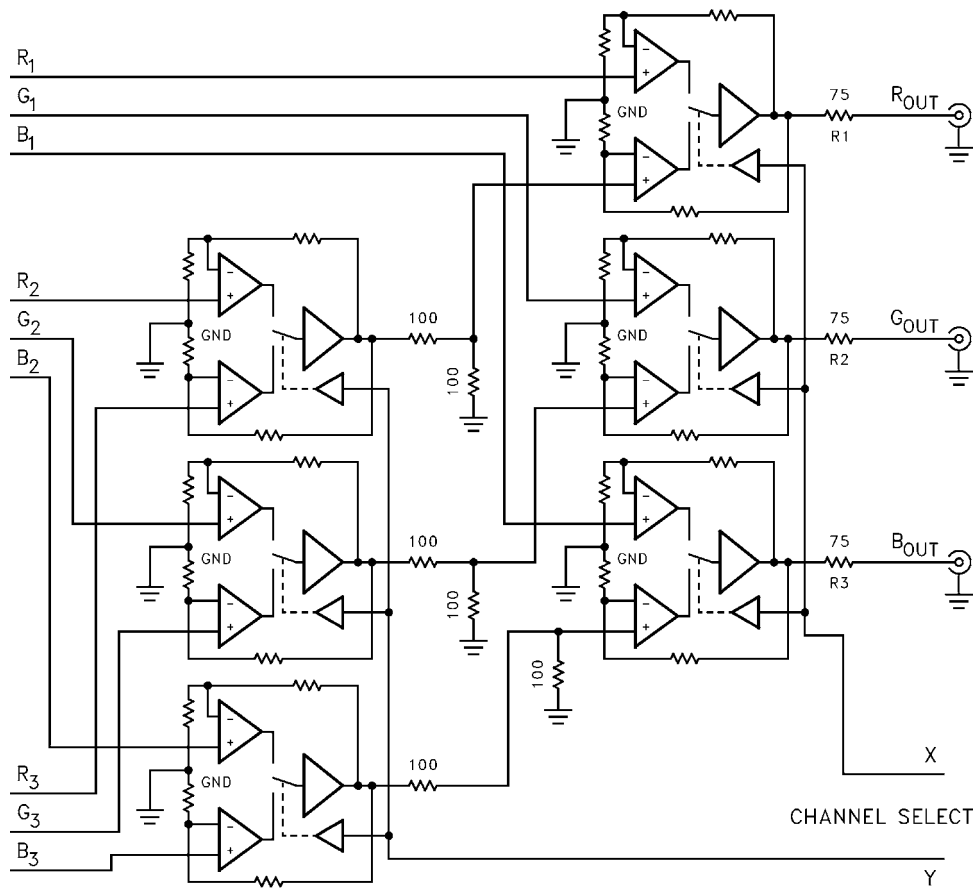 R1
G1
B1
−
+
GND
−
+
75
R1
ROUT
R2
G2
B2
−
+
GND
−
+
100
100
−
+
GND
−
+
75
R2
GOUT
−
+
GND
−
+
100
100
−
+
GND
−
+
75
R3
BOUT
R3
G3
B3
−
+
GND
−
+
100
100
X
CHANNEL SELECT
Y